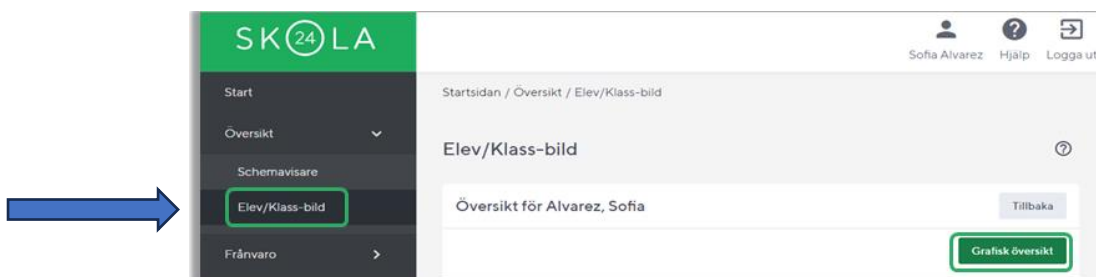 SK24LA
Sofia Alvarez Hjälp Logga ut
Start
Startsidan / Översikt / Elev/Klass-bild
Översikt
Elev/Klass-bild
Schemavisare
Elev/Klass-bild
Översikt för Alvarez, Sofia
Tillbaka
Frånvaro
Grafisk översikt